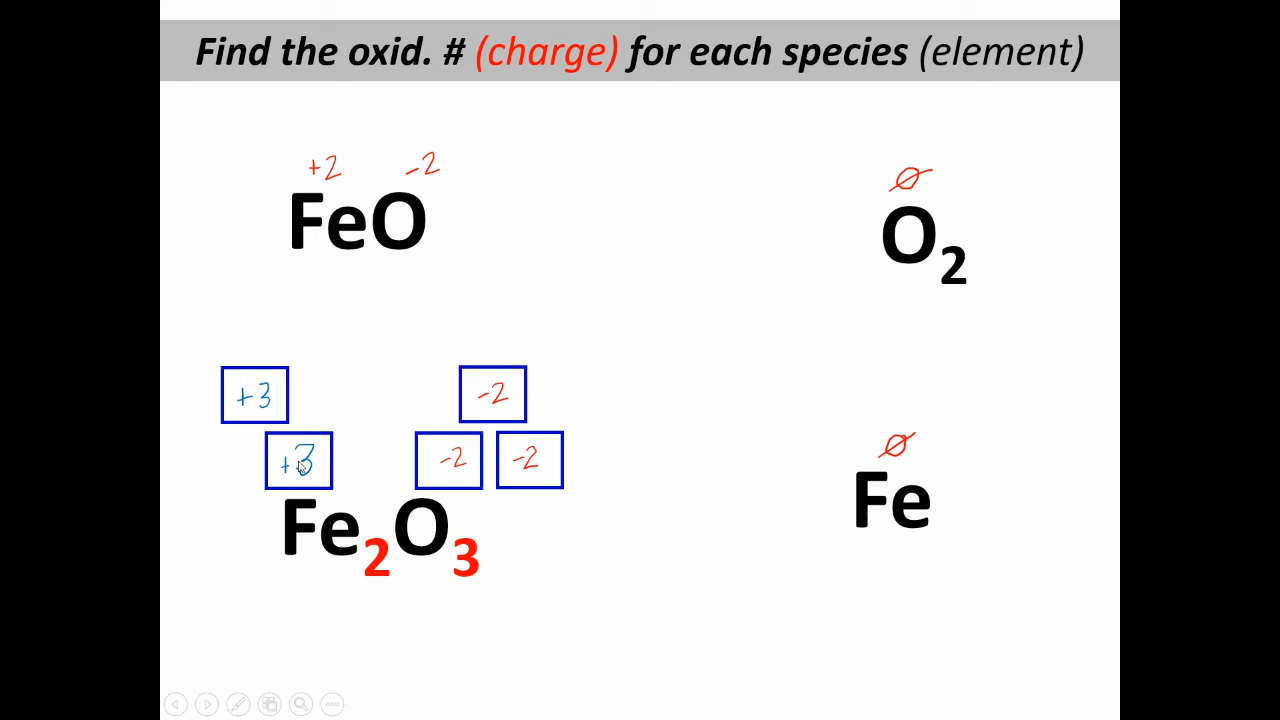 Find the oxid. # (charge) for each species (element)
+2 -2
FeO
∅
O2
+3
+3
-2
-2 -2
Fe2O3
∅
Fe